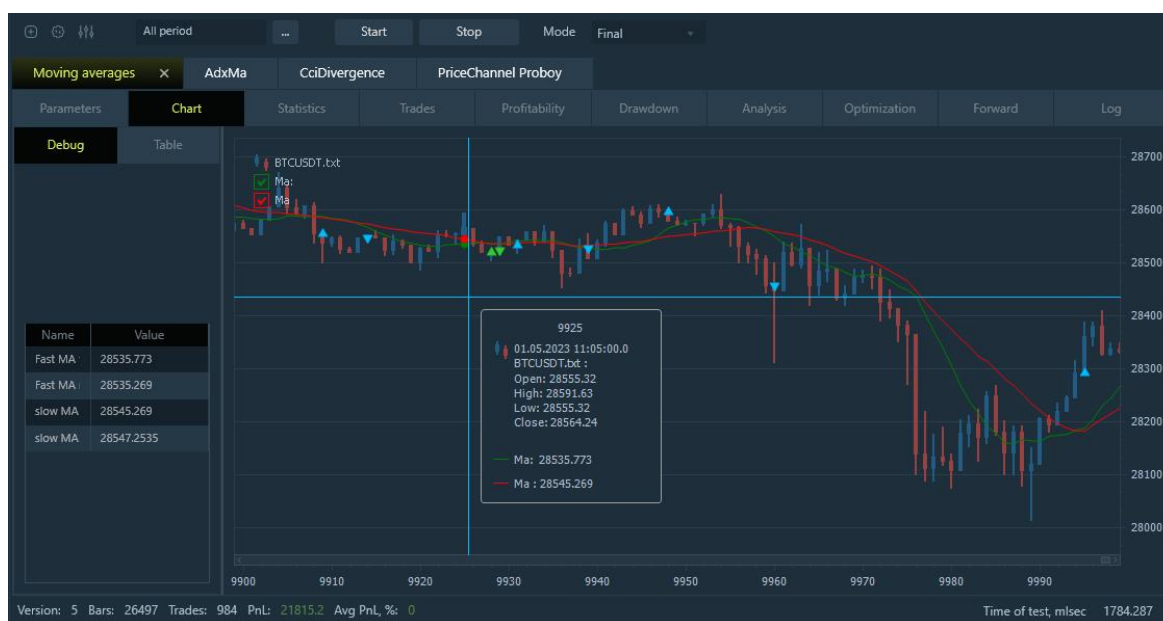 All period ... Start Stop Mode Final
Moving averages × AdxMa CciDivergence PriceChannel Proboy
Parameters Chart Statistics Trades Profitability Drawdown Analysis Optimization Forward Log
Debug Table
BTCUSDT.txt
Ma:
Ma
28700
28600
28500
28400
28300
28200
28100
28000
Name Value
Fast MA 28535.773
Fast MA 28535.269
slow MA 28545.269
slow MA 28547.2535
9925
01.05.2023 11:05:00.0
BTCUSDT.txt :
Open: 28555.32
High: 28591.63
Low: 28555.32
Close: 28564.24
Ma: 28535.773
Ma : 28545.269
9900 9910 9920 9930 9940 9950 9960 9970 9980 9990
Version: 5 Bars: 26497 Trades: 984 PnL: 21815.2 Avg PnL, %: 0 Time of test, mlsec 1784.287